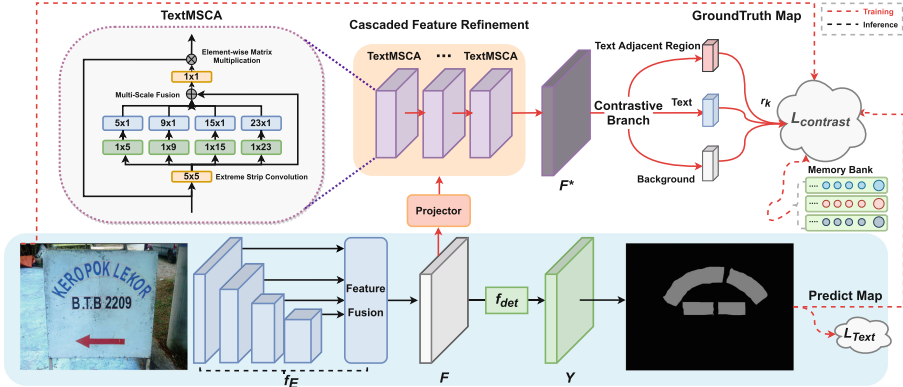 TextMSCA
Cascaded Feature Refinement
GroundTruth Map
Training
Inference
Element-wise Matrix
Multiplication
1x1
Multi-Scale Fusion
5x1
9x1
15x1
23x1
1x5
1x9
1x15
1x23
5x5
Extreme Strip Convolution
TextMSCA
...
TextMSCA
F*
Contrastive
Branch
Text Adjacent Region
Text
Background
r_k
L_contrast
Memory Bank
....
....
....
Projector
KEROPOK LEKOR
B.T.B 2209
f_E
Feature
Fusion
F
f_det
Y
Predict Map
L_Text